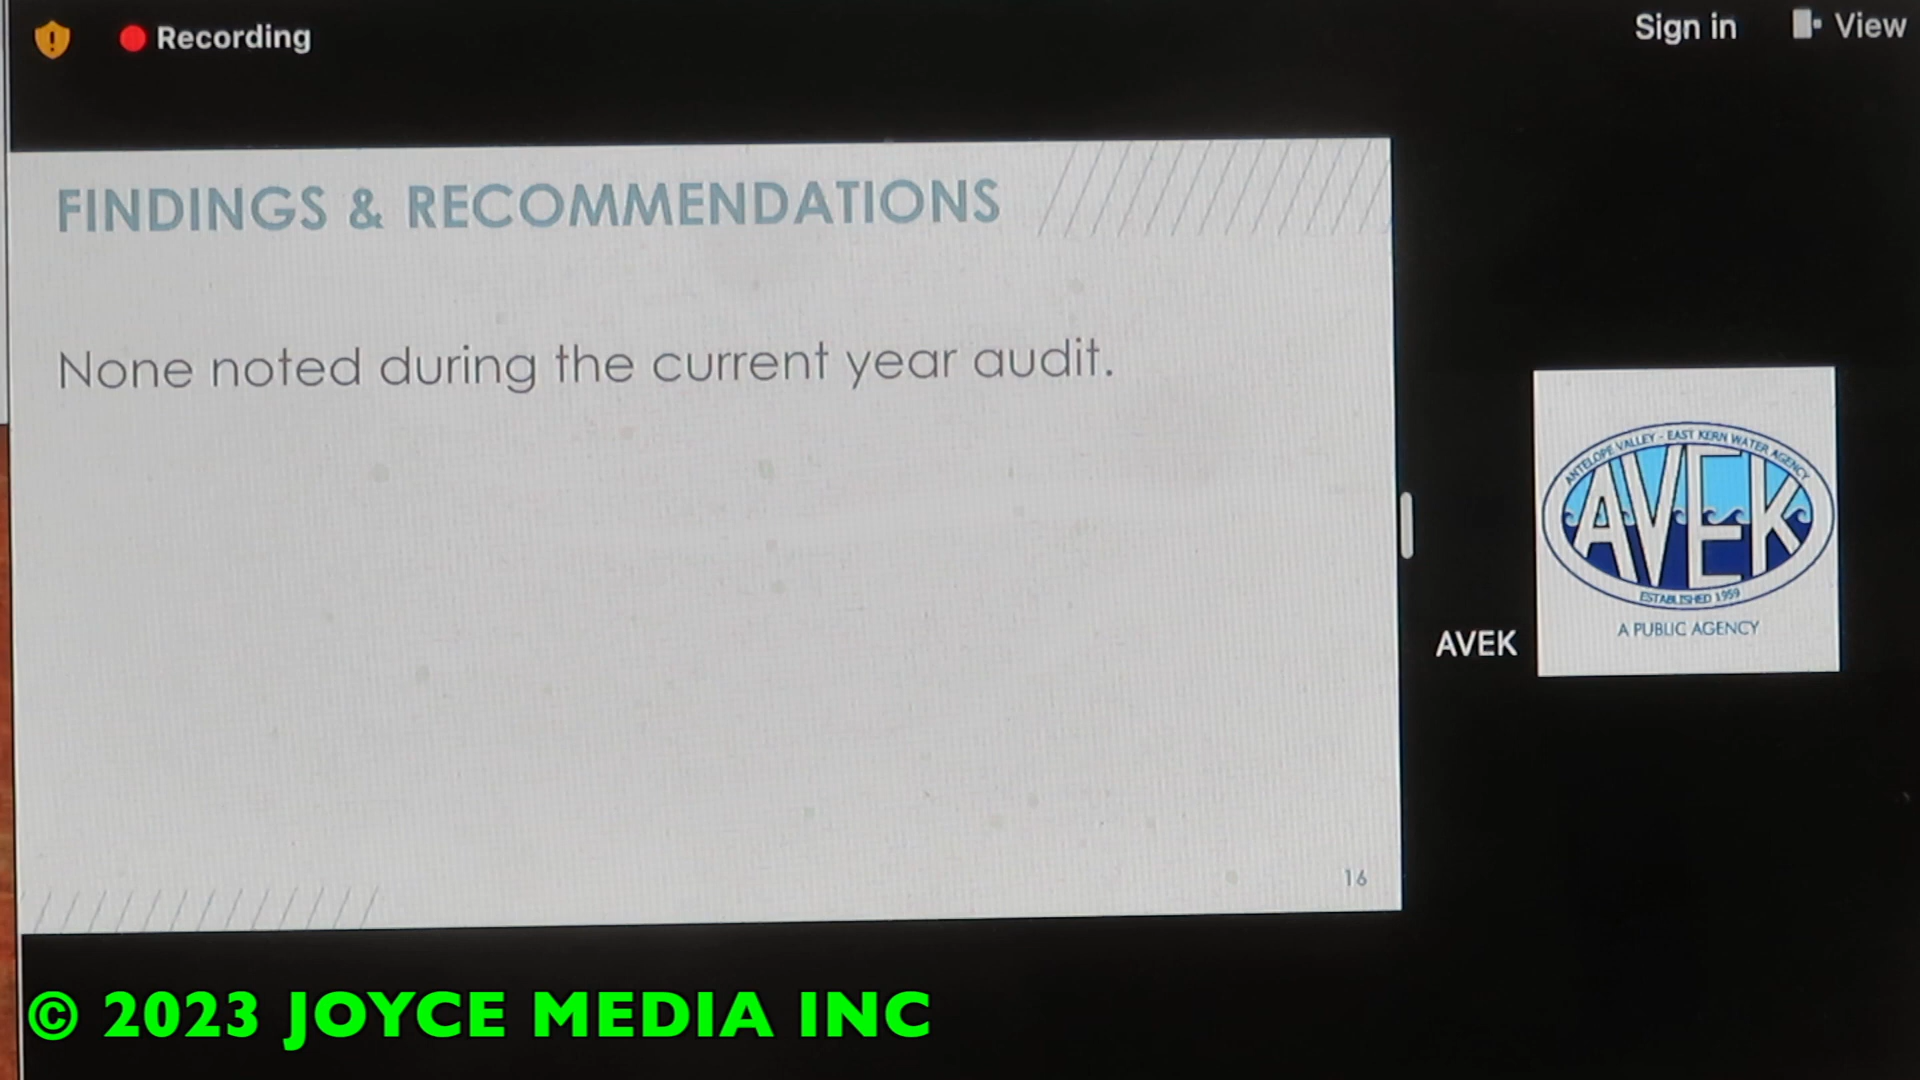 Recording
Sign in
View
FINDINGS & RECOMMENDATIONS
None noted during the current year audit.
16
AVEK
ANTELOPE VALLEY - EAST KERN WATER AGENCY
AVEK
ESTABLISHED 1959
A PUBLIC AGENCY
© 2023 JOYCE MEDIA INC